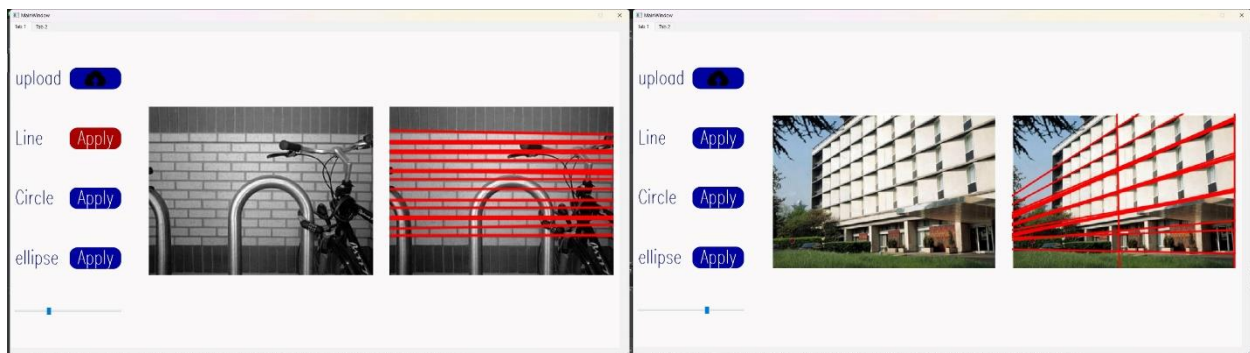 MainWindow
Tab 1 Tab 2
upload
Line Apply
Circle Apply
ellipse Apply
MainWindow
Tab 1 Tab 2
upload
Line Apply
Circle Apply
ellipse Apply